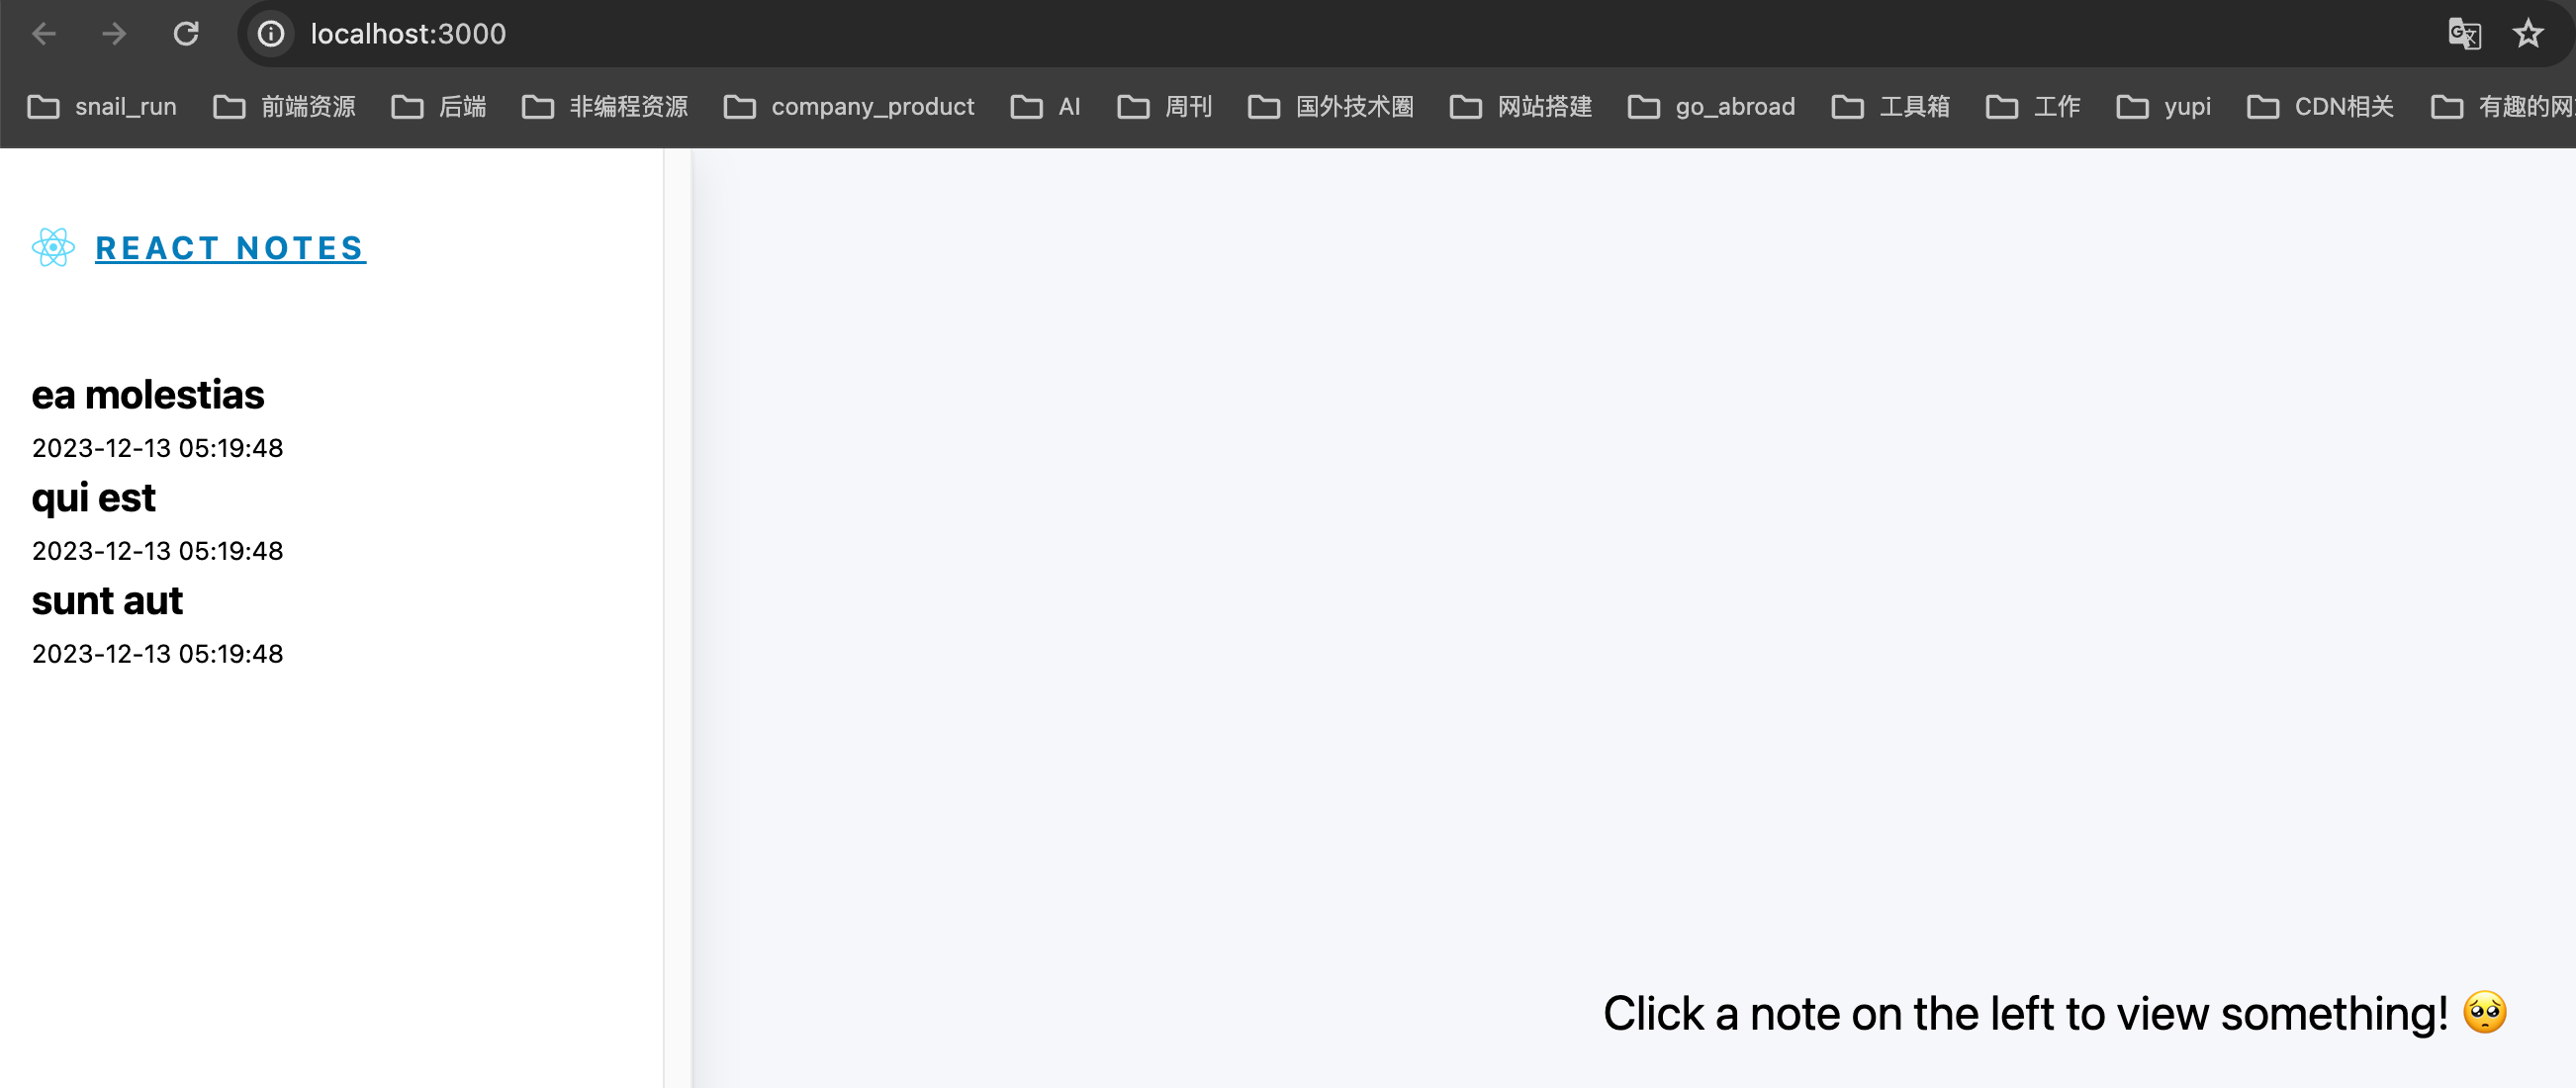 localhost:3000
snail_run 前端资源 后端 非编程资源 company_product AI 周刊 国外技术圈 网站搭建 go_abroad 工具箱 工作 yupi CDN相关 有趣的网
REACT NOTES
ea molestias
2023-12-13 05:19:48
qui est
2023-12-13 05:19:48
sunt aut
2023-12-13 05:19:48
Click a note on the left to view something! 🥺